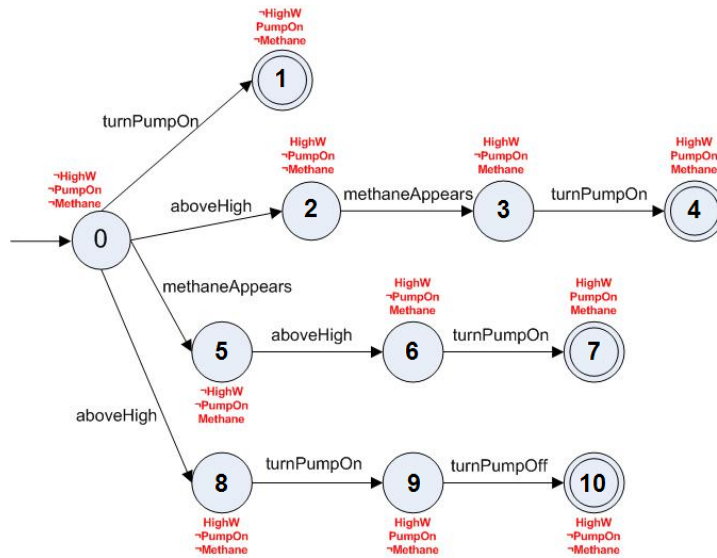 ¬HighW
PumpOn
¬Methane
1
turnPumpOn
¬HighW
¬PumpOn
¬Methane
0
aboveHigh
HighW
¬PumpOn
¬Methane
2
methaneAppears
HighW
¬PumpOn
Methane
3
turnPumpOn
HighW
PumpOn
Methane
4
methaneAppears
5
¬HighW
¬PumpOn
Methane
aboveHigh
HighW
¬PumpOn
Methane
6
turnPumpOn
HighW
PumpOn
Methane
7
aboveHigh
8
HighW
¬PumpOn
¬Methane
turnPumpOn
9
HighW
PumpOn
¬Methane
turnPumpOff
10
HighW
¬PumpOn
¬Methane